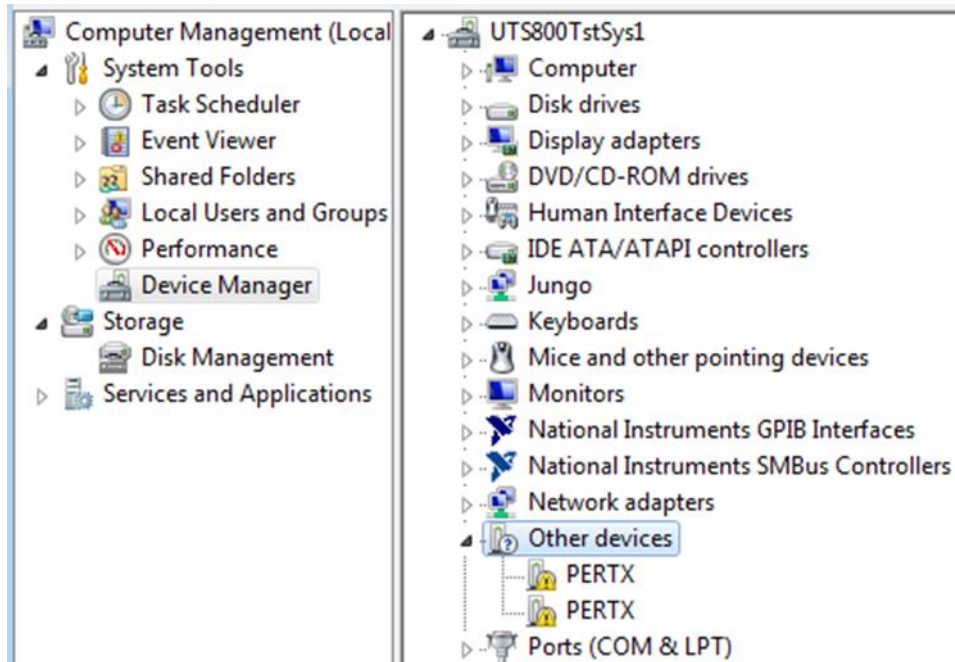 Computer Management (Local
System Tools
Task Scheduler
Event Viewer
Shared Folders
Local Users and Groups
Performance
Device Manager
Storage
Disk Management
Services and Applications
UTS800TstSys1
Computer
Disk drives
Display adapters
DVD/CD-ROM drives
Human Interface Devices
IDE ATA/ATAPI controllers
Jungo
Keyboards
Mice and other pointing devices
Monitors
National Instruments GPIB Interfaces
National Instruments SMBus Controllers
Network adapters
Other devices
PERTX
PERTX
Ports (COM & LPT)